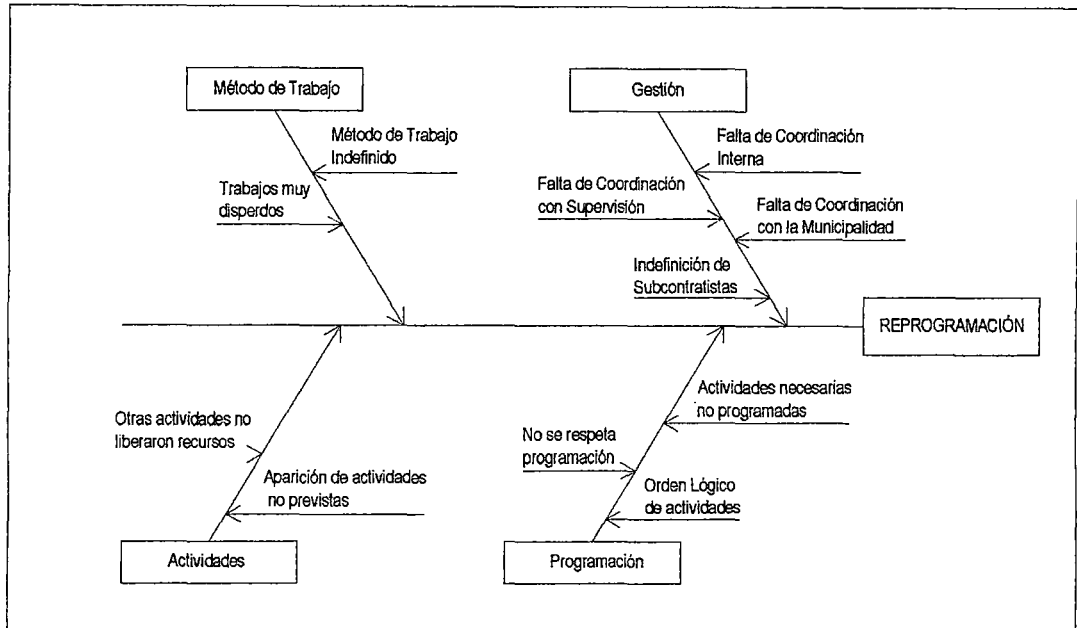 Método de Trabajo
Gestión
Método de Trabajo
Indefinido
Trabajos muy
disperdos
Falta de Coordinación
Interna
Falta de Coordinación
con Supervisión
Falta de Coordinación
con la Municipalidad
Indefinición de
Subcontratistas
REPROGRAMACIÓN
Otras actividades no
liberaron recursos
Aparición de actividades
no previstas
Actividades necesarias
no programadas
No se respeta
programación
Orden Lógico
de actividades
Actividades
Programación